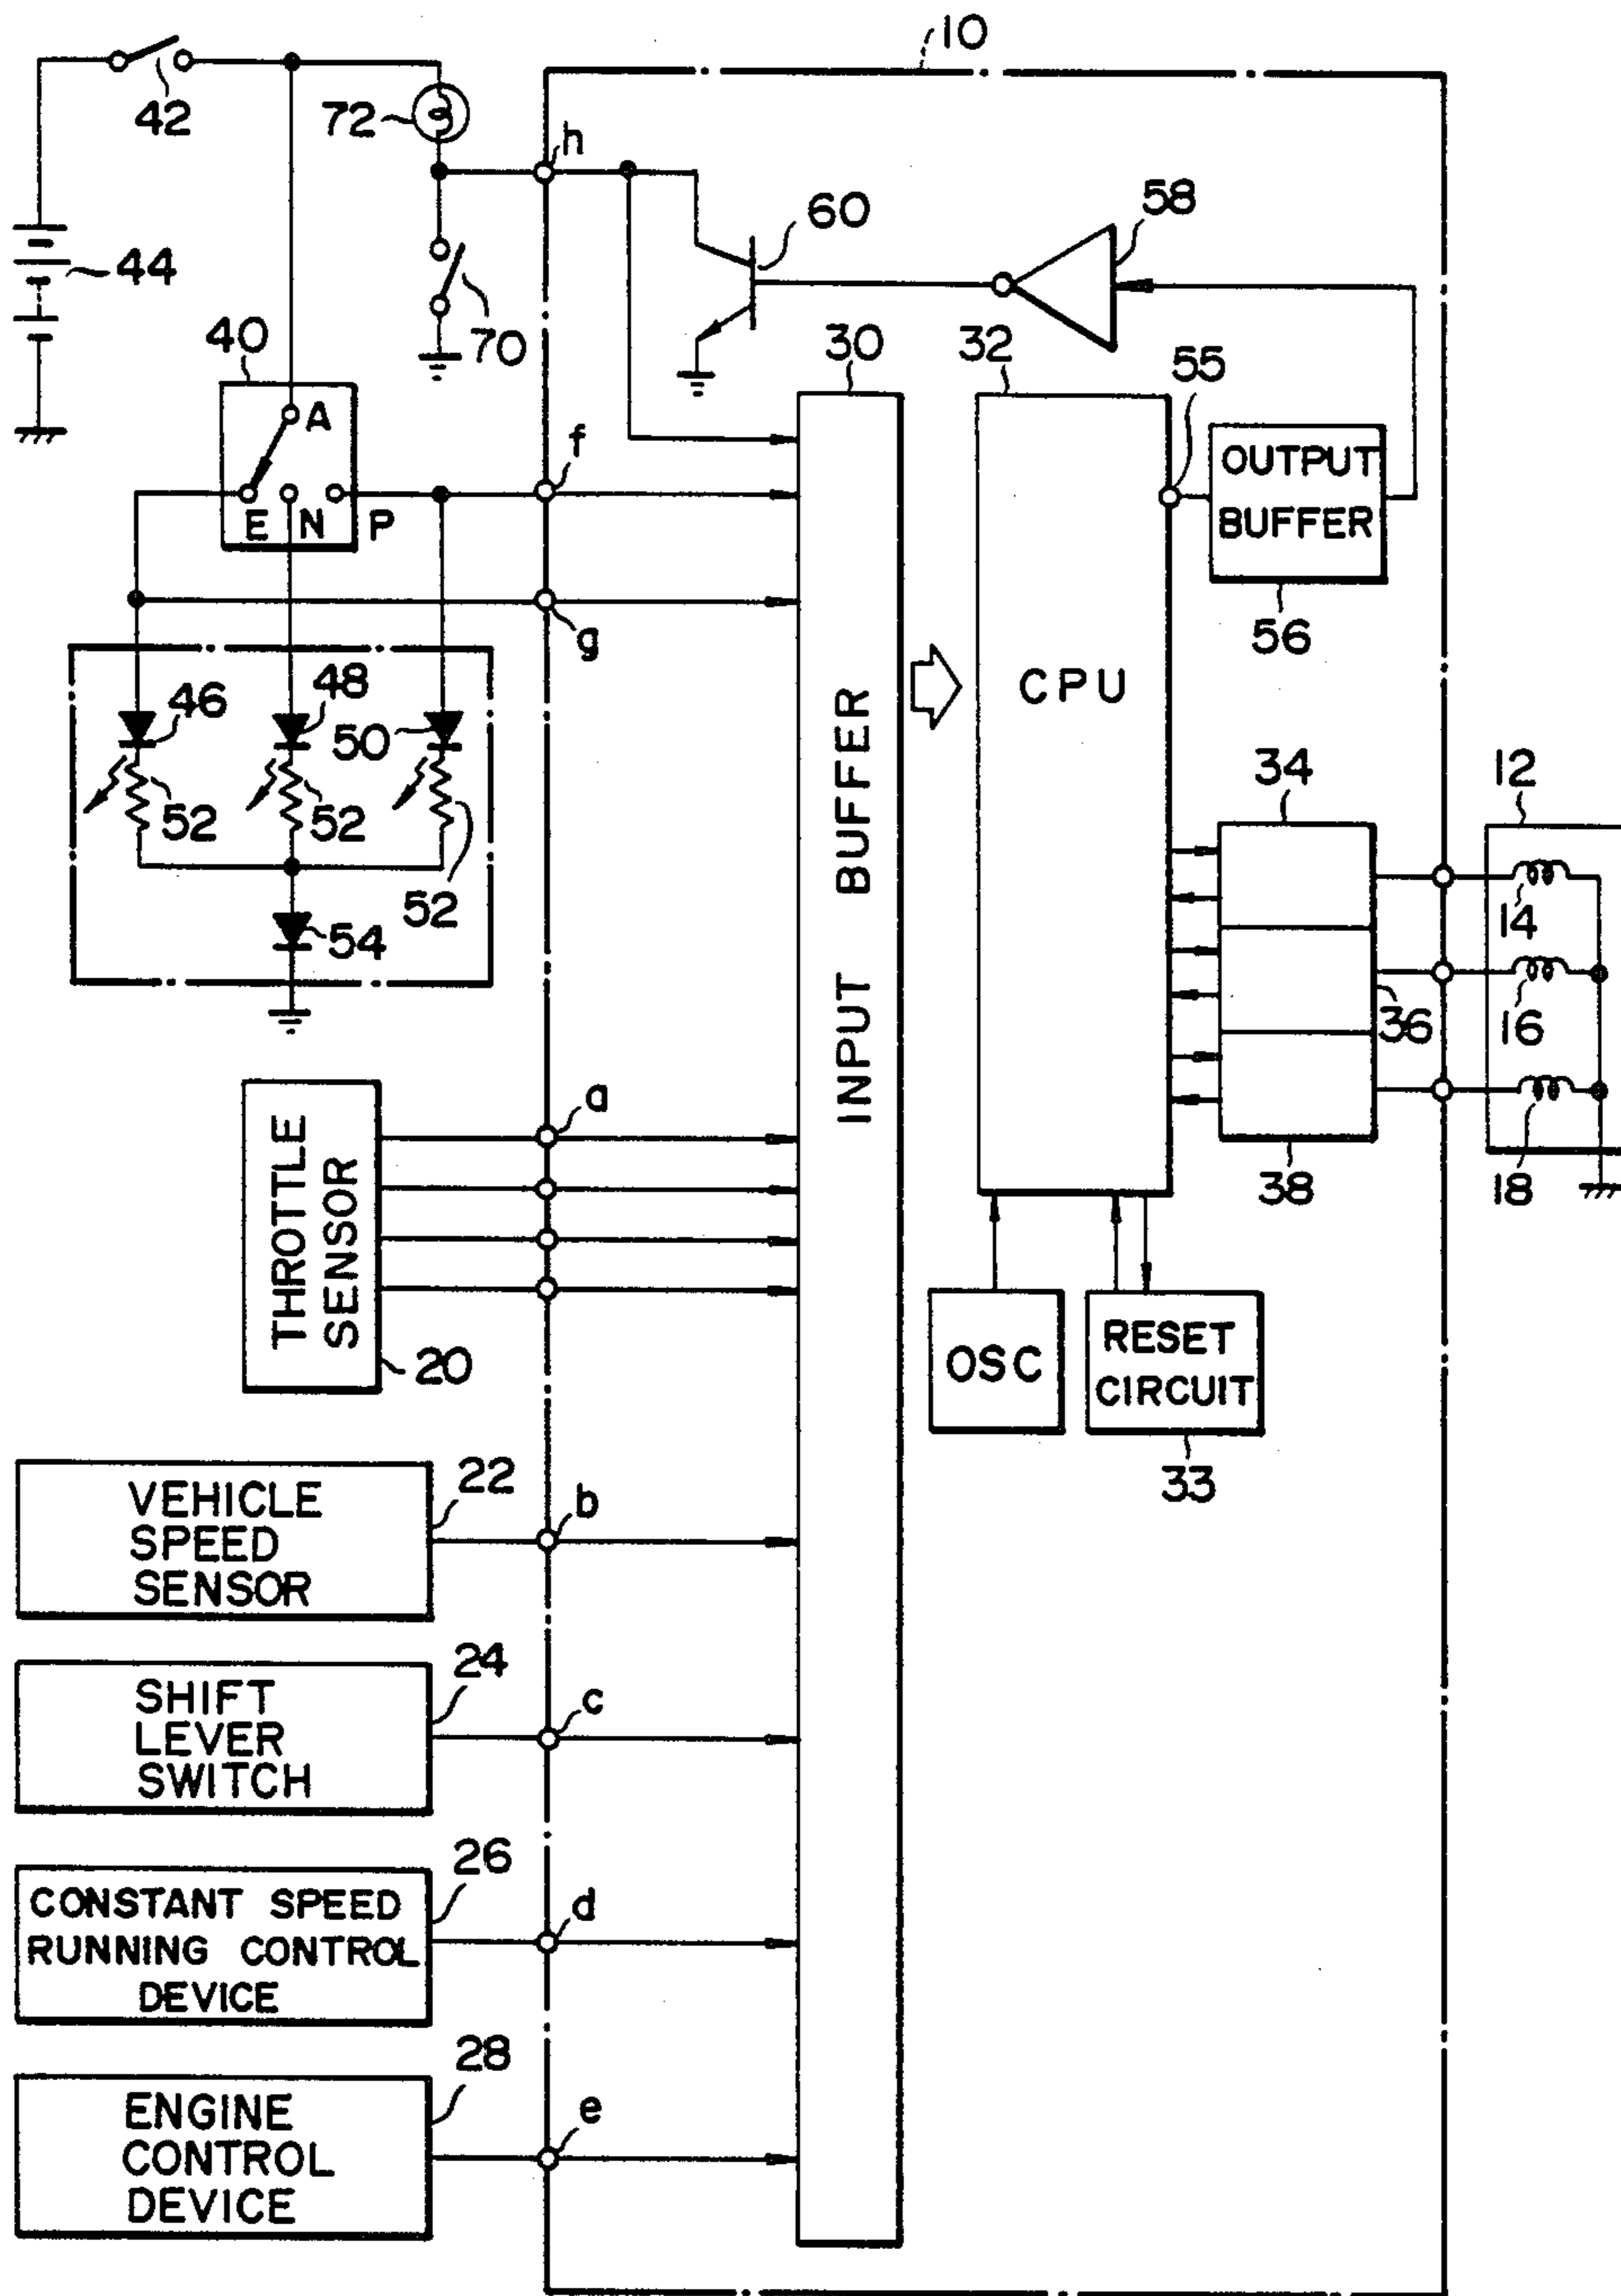 10
42
72
h
60
58
44
70
40
A
E N P
f
30
32
55
OUTPUT
BUFFER
56
g
46
48
50
52
52
52
54
INPUT BUFFER
CPU
34
12
14
36
16
38
18
THROTTLE
SENSOR
20
a
OSC
RESET
CIRCUIT
33
VEHICLE
SPEED
SENSOR
22
b
SHIFT
LEVER
SWITCH
24
c
CONSTANT SPEED
RUNNING CONTROL
DEVICE
26
d
ENGINE
CONTROL
DEVICE
28
e